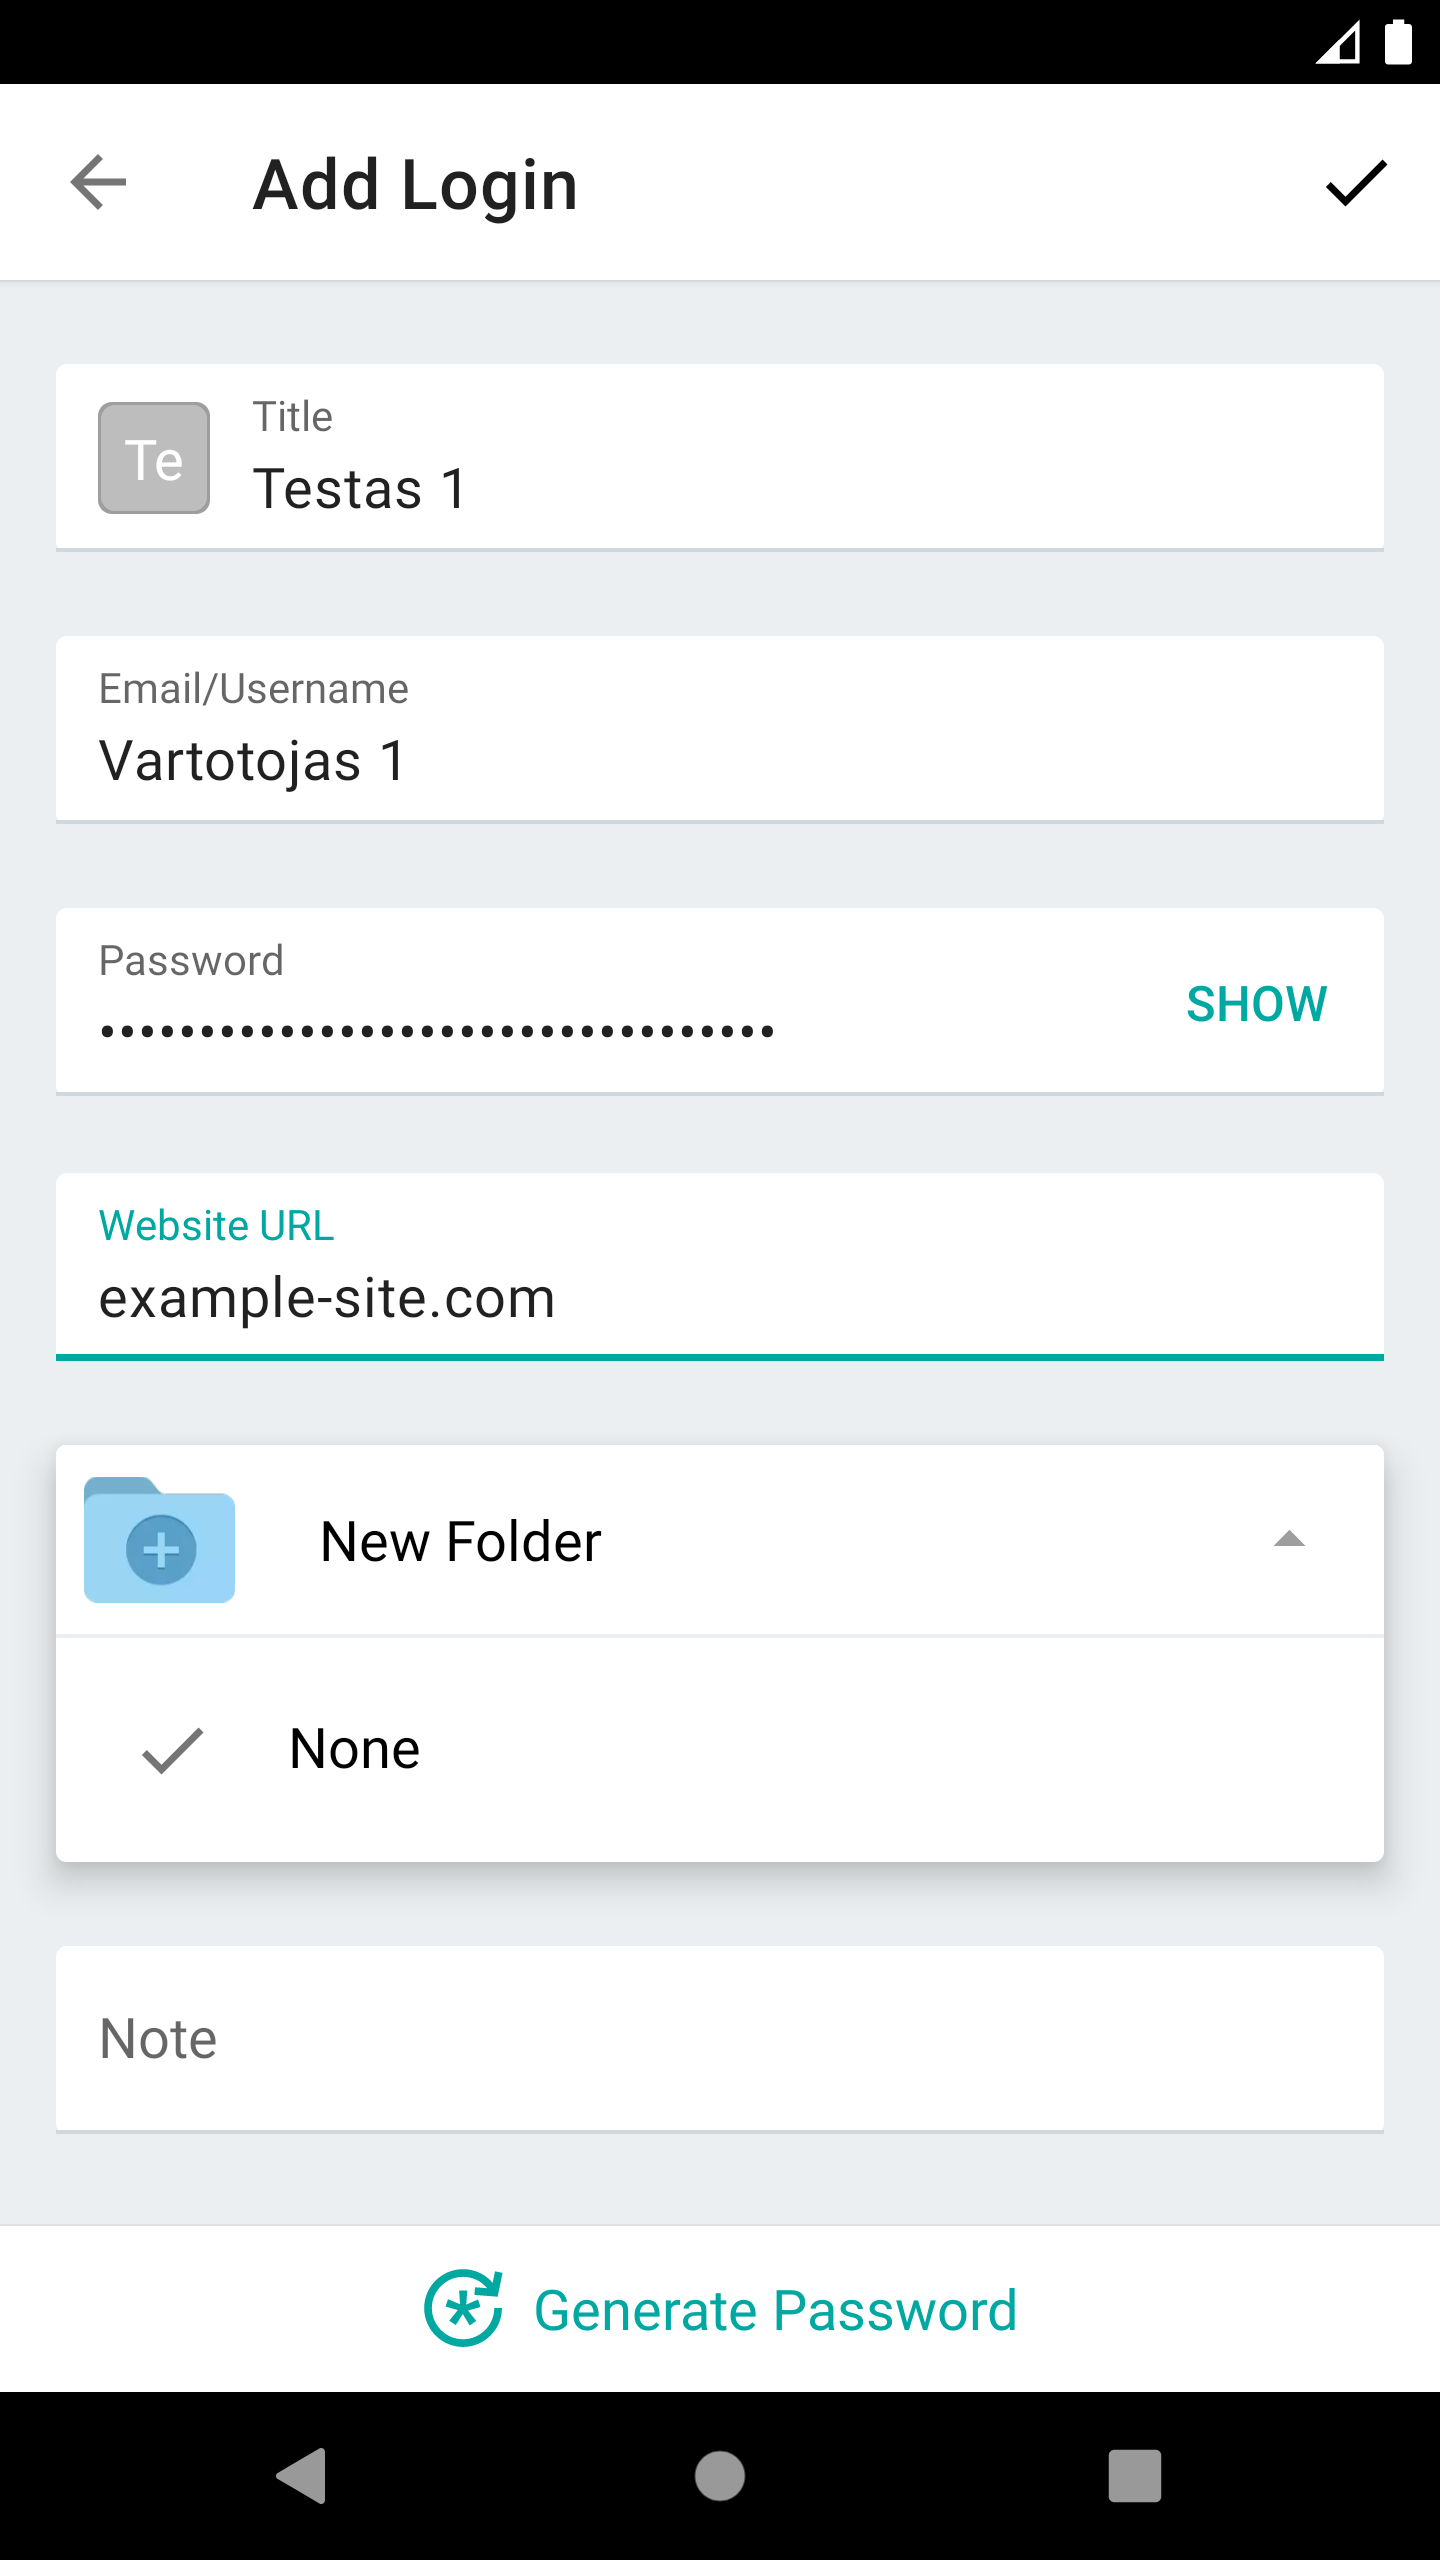 Add Login
Te
Title
Testas 1
Email/Username
Vartotojas 1
Password
••••••••••••••••••••••••••••••••••
SHOW
Website URL
example-site.com
New Folder
None
Note
Generate Password